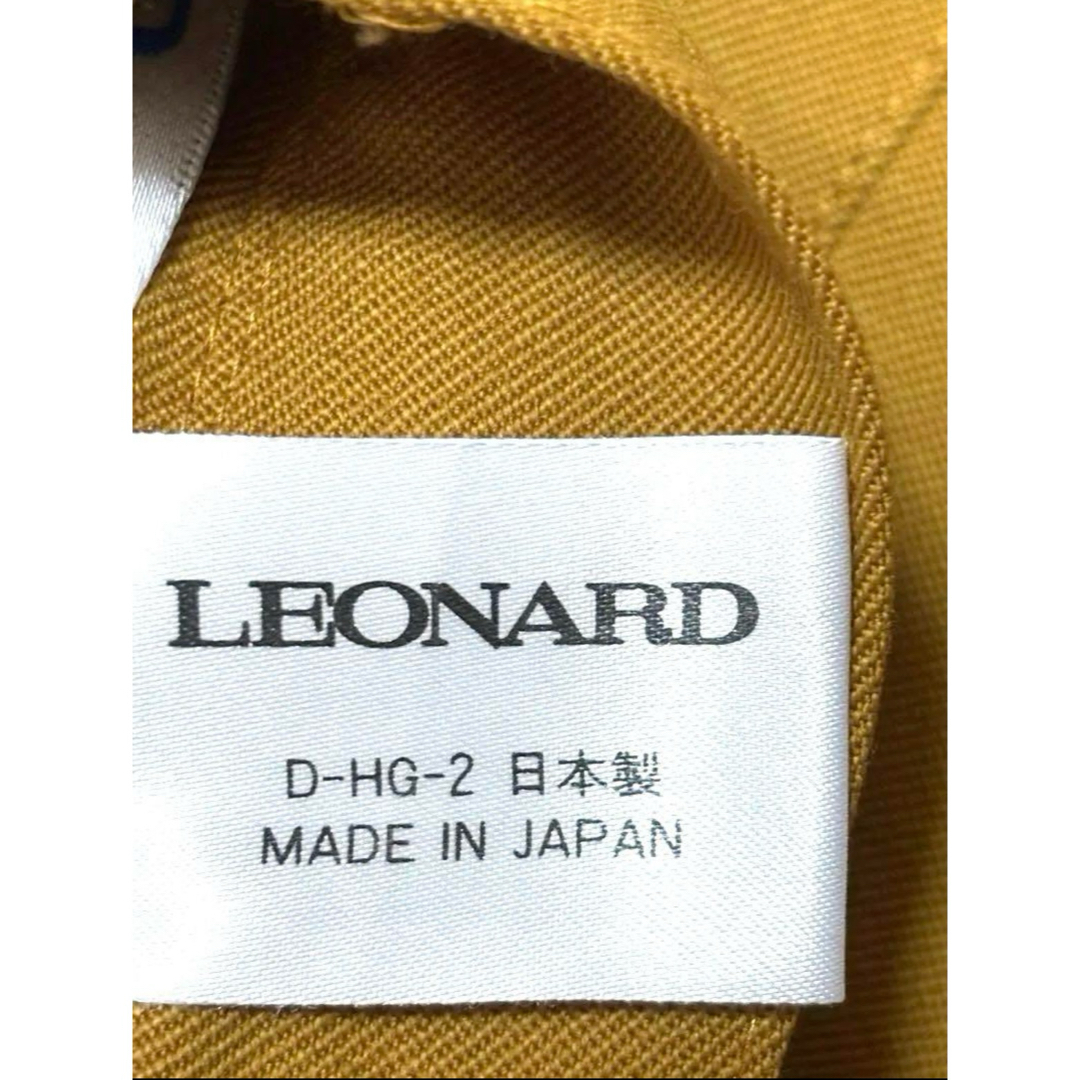 LEONARD
D-HG-2 日本製
MADE IN JAPAN